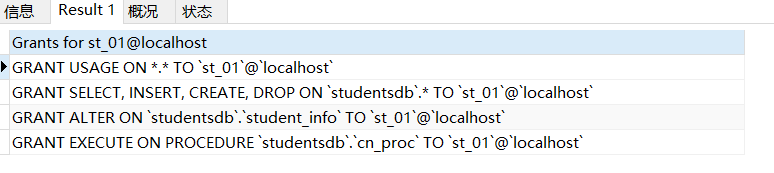 信息 Result 1 概况 状态
Grants for st_01@localhost
GRANT USAGE ON *.* TO `st_01`@`localhost`
GRANT SELECT, INSERT, CREATE, DROP ON `studentsdb`.* TO `st_01`@`localhost`
GRANT ALTER ON `studentsdb`.`student_info` TO `st_01`@`localhost`
GRANT EXECUTE ON PROCEDURE `studentsdb`.`cn_proc` TO `st_01`@`localhost`